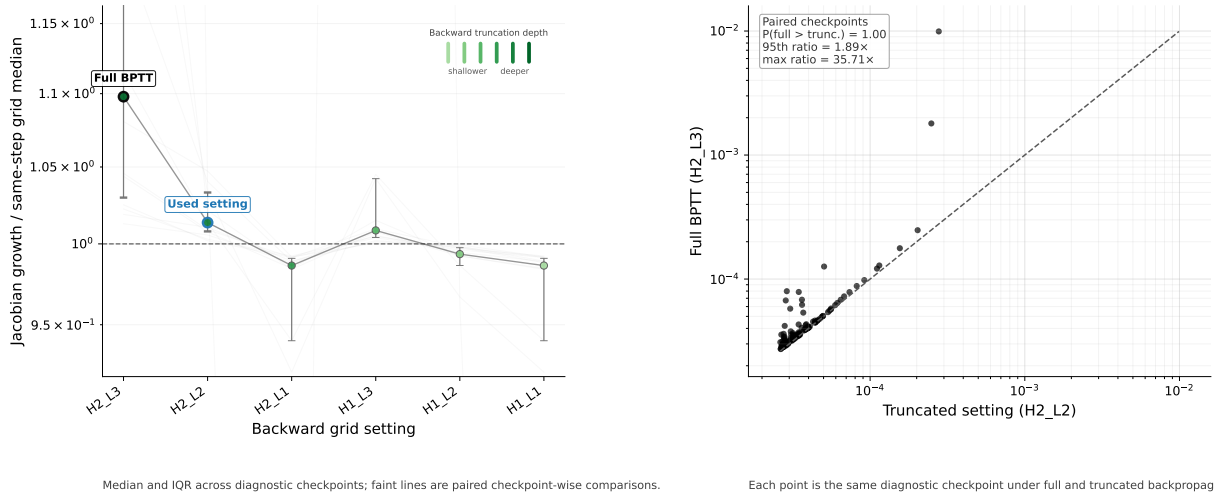 1.15 × 10⁰
1.1 × 10⁰
1.05 × 10⁰
10⁰
9.5 × 10⁻¹
Jacobian growth / same-step grid median
Full BPTT
Used setting
Backward truncation depth
shallower deeper
H2_L3
H2_L2
H2_L1
H1_L3
H1_L2
H1_L1
Backward grid setting
Median and IQR across diagnostic checkpoints; faint lines are paired checkpoint-wise comparisons.
Paired checkpoints
P(full > trunc.) = 1.00
95th ratio = 1.89×
max ratio = 35.71×
10⁻²
10⁻³
10⁻⁴
Full BPTT (H2_L3)
10⁻⁴
10⁻³
10⁻²
Truncated setting (H2_L2)
Each point is the same diagnostic checkpoint under full and truncated backpropag